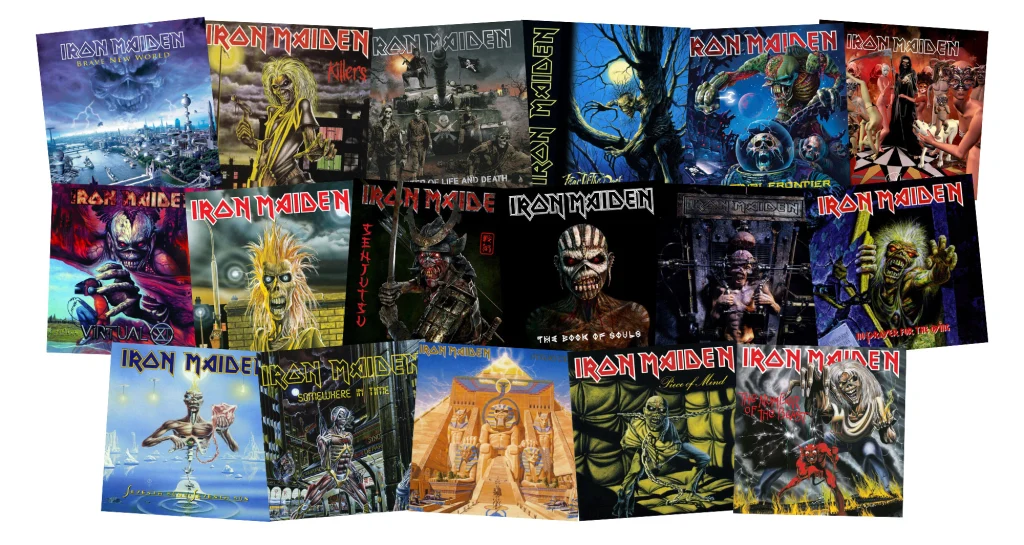 IRON MAIDEN
BRAVE NEW WORLD
IRON MAIDEN
Killers
IRON MAIDEN
OF LIFE AND DEATH
IRON MAIDEN
Fear Of The Dark
IRON MAIDEN
FRONTIER
IRON MAIDEN
IRON MAIDE
VIRTUAL XI
IRON MAIDEN
IRON MAIDE
SENJUTSU
IRON MAIDEN
THE BOOK OF SOULS
IRON MAIDEN
IRON MAIDEN
NO PRAYER FOR THE DYING
IRON MAIDEN
IRON MAIDEN
SOMEWHERE IN TIME
IRON MAIDEN
IRON MAIDEN
Piece of Mind
IRON MAIDEN
THE NUMBER
OF THE BEAST